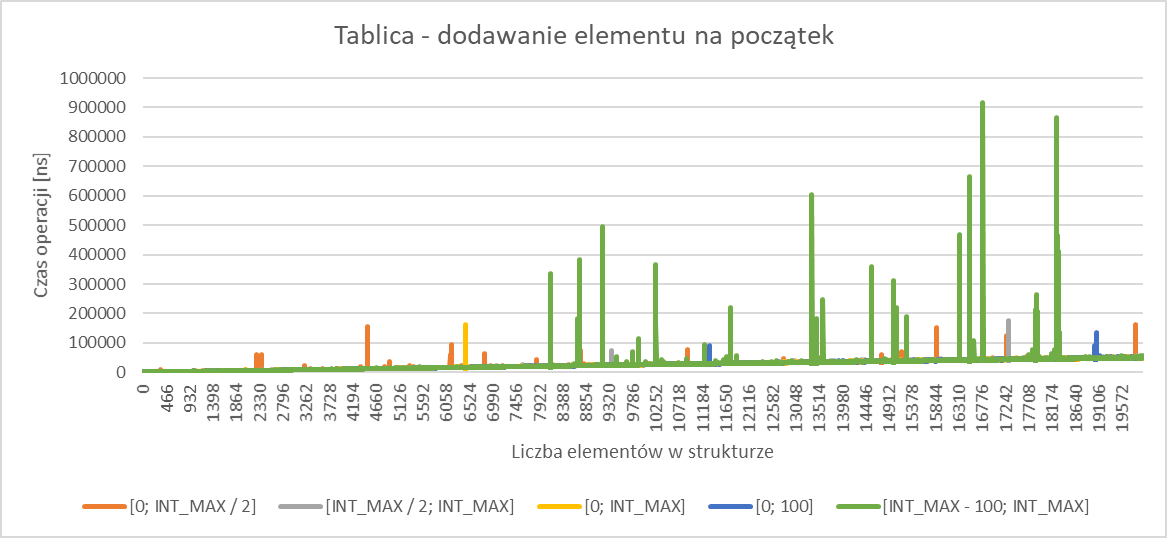 Tablica - dodawanie elementu na początek
Czas operacji [ns]
1000000
900000
800000
700000
600000
500000
400000
300000
200000
100000
0
0 466 932 1398 1864 2330 2796 3262 3728 4194 4660 5126 5592 6058 6524 6990 7456 7922 8388 8854 9320 9786 10252 10718 11184 11650 12116 12582 13048 13514 13980 14446 14912 15378 15844 16310 16776 17242 17708 18174 18640 19106 19572
Liczba elementów w strukturze
[0; INT_MAX / 2] [INT_MAX / 2; INT_MAX] [0; INT_MAX] [0; 100] [INT_MAX - 100; INT_MAX]